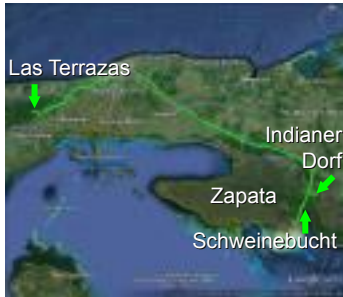 Las Terrazas
Indianer
Dorf
Zapata
Schweinebucht